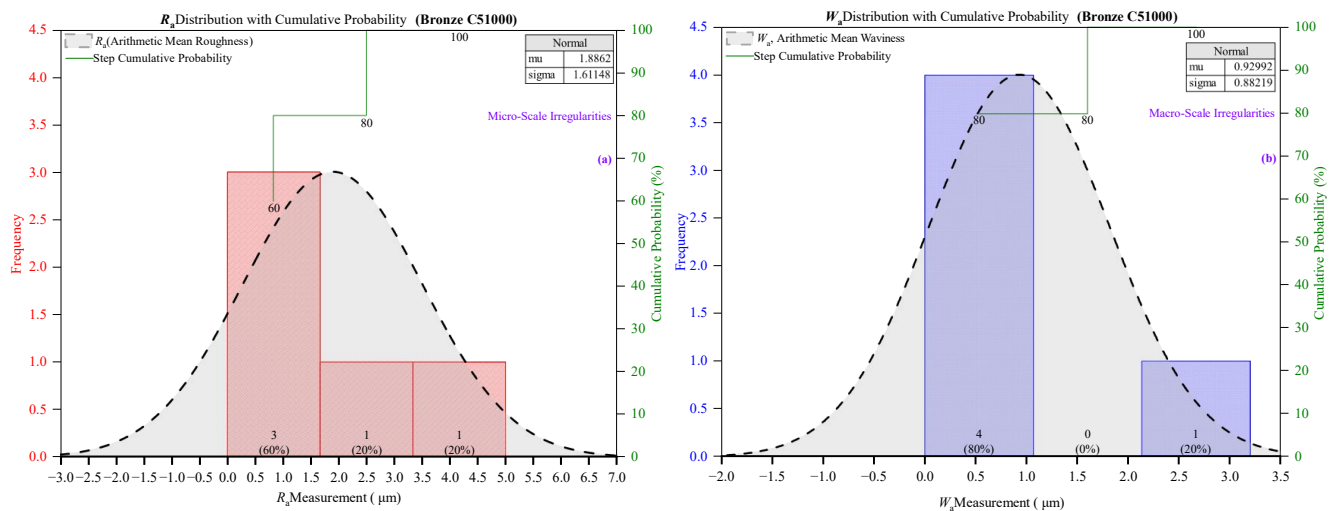 RaDistribution with Cumulative Probability (Bronze C51000)
Ra(Arithmetic Mean Roughness)
Step Cumulative Probability
Normal
mu 1.8862
sigma 1.61148
Micro-Scale Irregularities
(a)
100
80
60
3
(60%)
1
(20%)
1
(20%)
Frequency
4.5
4.0
3.5
3.0
2.5
2.0
1.5
1.0
0.5
0.0
Cumulative Probability (%)
100
90
80
70
60
50
40
30
20
10
0
−3.0 −2.5 −2.0 −1.5 −1.0 −0.5 0.0 0.5 1.0 1.5 2.0 2.5 3.0 3.5 4.0 4.5 5.0 5.5 6.0 6.5 7.0
RaMeasurement ( μm)
WaDistribution with Cumulative Probability (Bronze C51000)
Wa, Arithmetic Mean Waviness
Step Cumulative Probability
Normal
mu 0.92992
sigma 0.88219
Macro-Scale Irregularities
(b)
100
80
80
4
(80%)
0
(0%)
1
(20%)
Frequency
4.5
4.0
3.5
3.0
2.5
2.0
1.5
1.0
0.5
0.0
Cumulative Probability (%)
100
90
80
70
60
50
40
30
20
10
0
−2.0 −1.5 −1.0 −0.5 0.0 0.5 1.0 1.5 2.0 2.5 3.0 3.5
WaMeasurement ( μm)